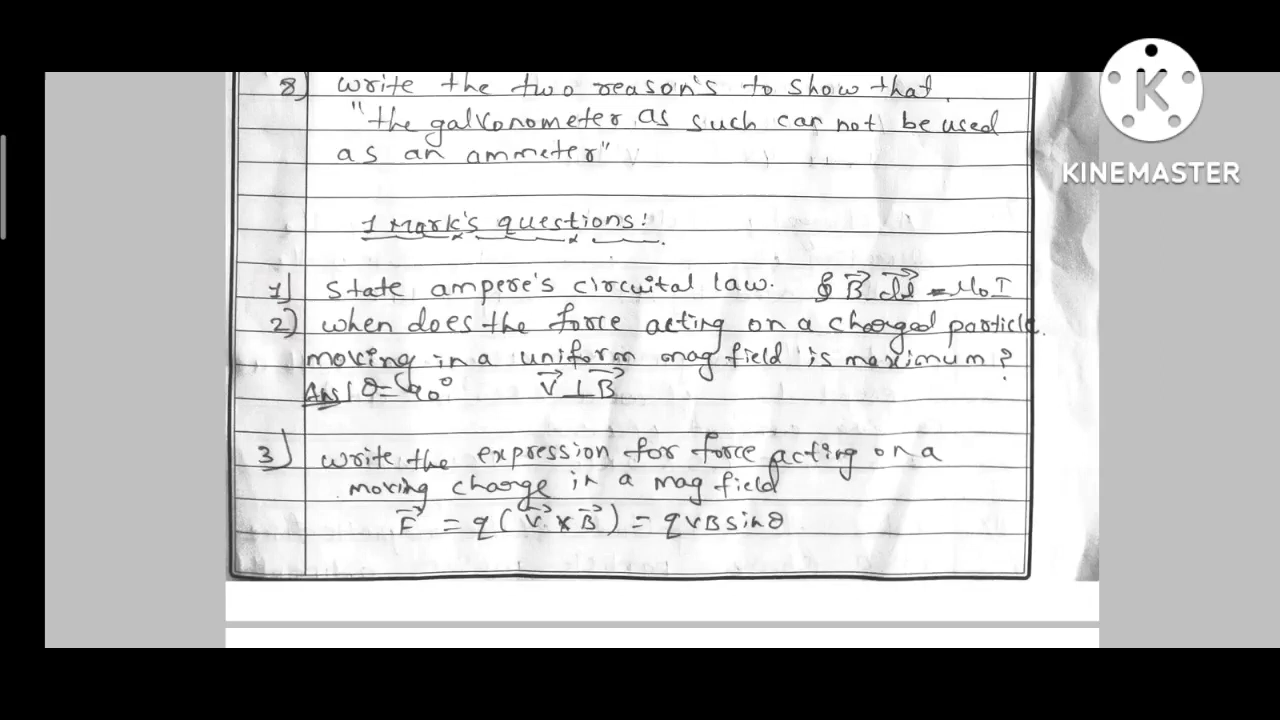 8) Write the two reason's to show that
"the galvonometer as such can not be used
as an ammeter"
K
KINEMASTER
1 Mark's questions:
1) State ampere's circuital law. ∮ B⃗ dl⃗ = μ₀I
2) When does the force acting on a charged particle
moving in a uniform mag field is maximum?
Ans| θ = 90° V⃗ ⊥ B⃗
3) Write the expression for force acting on a
moving charge in a mag field
F⃗ = q(V⃗ × B⃗) = qvBsinθ